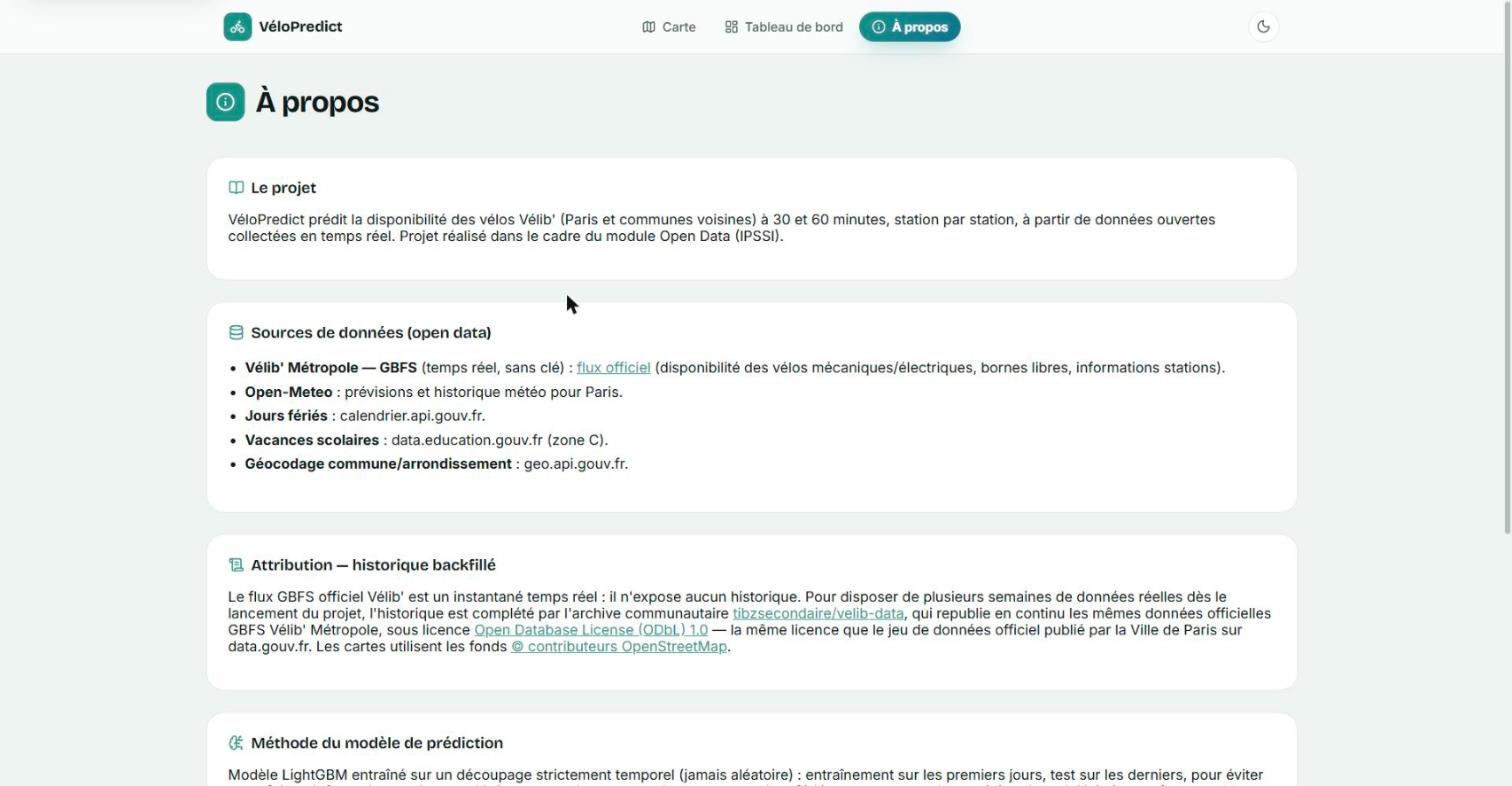 VéloPredict
Carte
Tableau de bord
À propos
À propos
Le projet
VéloPredict prédit la disponibilité des vélos Vélib' (Paris et communes voisines) à 30 et 60 minutes, station par station, à partir de données ouvertes
collectées en temps réel. Projet réalisé dans le cadre du module Open Data (IPSSI).
Sources de données (open data)
• Vélib' Métropole — GBFS (temps réel, sans clé) : flux officiel (disponibilité des vélos mécaniques/électriques, bornes libres, informations stations).
• Open-Meteo : prévisions et historique météo pour Paris.
• Jours fériés : calendrier.api.gouv.fr.
• Vacances scolaires : data.education.gouv.fr (zone C).
• Géocodage commune/arrondissement : geo.api.gouv.fr.
Attribution — historique backfillé
Le flux GBFS officiel Vélib' est un instantané temps réel : il n'expose aucun historique. Pour disposer de plusieurs semaines de données réelles dès le
lancement du projet, l'historique est complété par l'archive communautaire tibzsecondaire/velib-data, qui republie en continu les mêmes données officielles
GBFS Vélib' Métropole, sous licence Open Database License (ODbL) 1.0 — la même licence que le jeu de données officiel publié par la Ville de Paris sur
data.gouv.fr. Les cartes utilisent les fonds © contributeurs OpenStreetMap.
Méthode du modèle de prédiction
Modèle LightGBM entraîné sur un découpage strictement temporel (jamais aléatoire) : entraînement sur les premiers jours, test sur les derniers, pour éviter